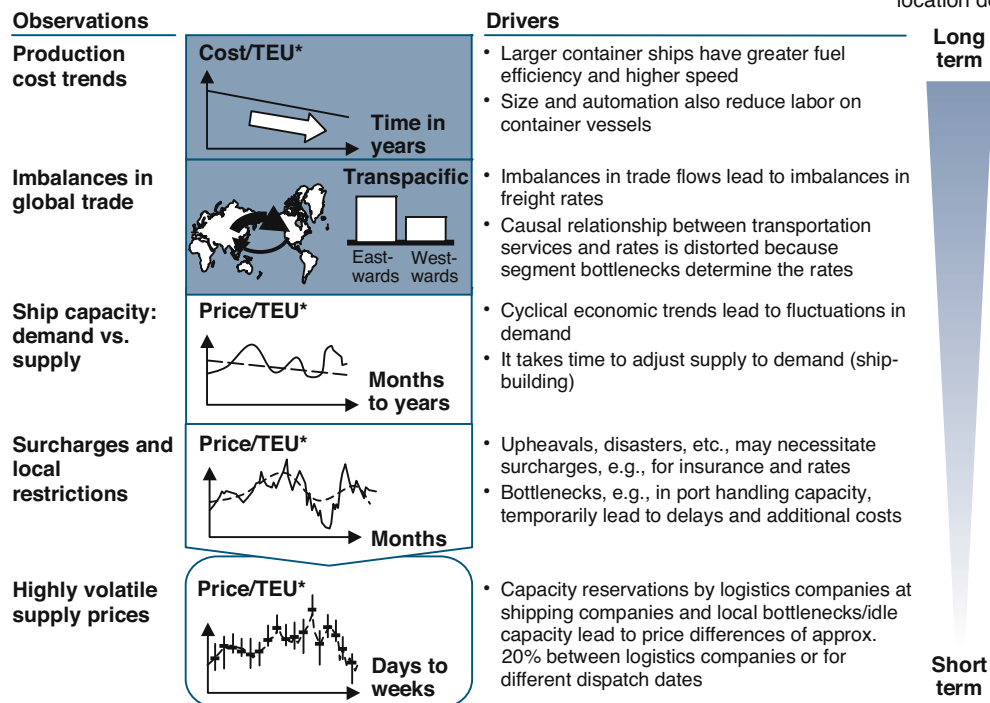 location de
Observations
Drivers
Long
term
Production
cost trends
Cost/TEU*
Time in
years
• Larger container ships have greater fuel
efficiency and higher speed
• Size and automation also reduce labor on
container vessels
Imbalances in
global trade
Transpacific
East-
wards
West-
wards
• Imbalances in trade flows lead to imbalances in
freight rates
• Causal relationship between transportation
services and rates is distorted because
segment bottlenecks determine the rates
Ship capacity:
demand vs.
supply
Price/TEU*
Months
to years
• Cyclical economic trends lead to fluctuations in
demand
• It takes time to adjust supply to demand (ship-
building)
Surcharges and
local
restrictions
Price/TEU*
Months
• Upheavals, disasters, etc., may necessitate
surcharges, e.g., for insurance and rates
• Bottlenecks, e.g., in port handling capacity,
temporarily lead to delays and additional costs
Highly volatile
supply prices
Price/TEU*
Days to
weeks
• Capacity reservations by logistics companies at
shipping companies and local bottlenecks/idle
capacity lead to price differences of approx.
20% between logistics companies or for
different dispatch dates
Short
term